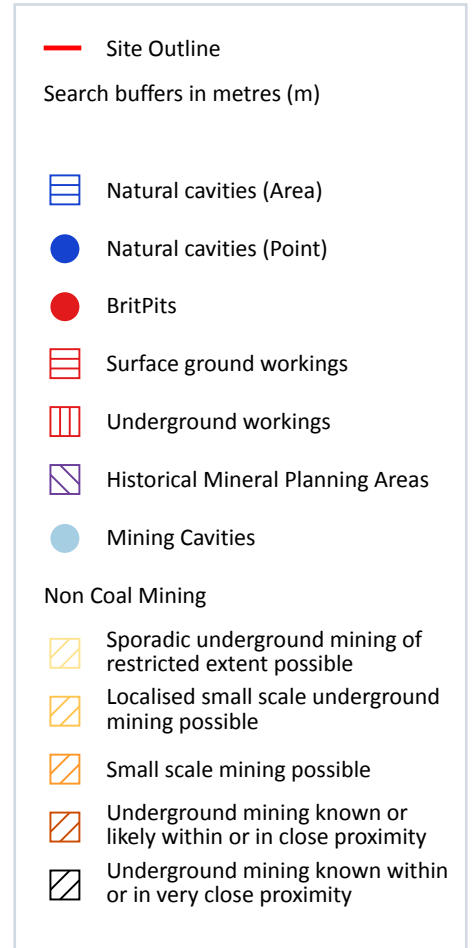 Site Outline
Search buffers in metres (m)
Natural cavities (Area)
Natural cavities (Point)
BritPits
Surface ground workings
Underground workings
Historical Mineral Planning Areas
Mining Cavities
Non Coal Mining
Sporadic underground mining of
restricted extent possible
Localised small scale underground
mining possible
Small scale mining possible
Underground mining known or
likely within or in close proximity
Underground mining known within
or in very close proximity